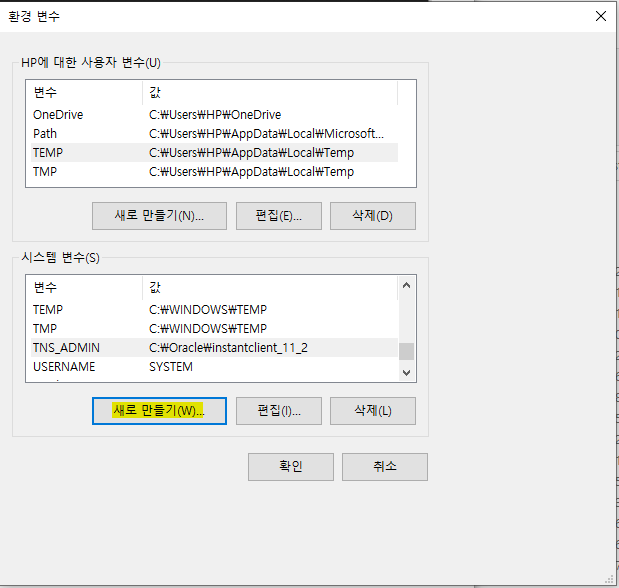 환경 변수
HP에 대한 사용자 변수(U)
변수 값
OneDrive C:₩Users₩HP₩OneDrive
Path C:₩Users₩HP₩AppData₩Local₩Microsoft...
TEMP C:₩Users₩HP₩AppData₩Local₩Temp
TMP C:₩Users₩HP₩AppData₩Local₩Temp
새로 만들기(N)... 편집(E)... 삭제(D)
시스템 변수(S)
변수 값
TEMP C:₩WINDOWS₩TEMP
TMP C:₩WINDOWS₩TEMP
TNS_ADMIN C:₩Oracle₩instantclient_11_2
USERNAME SYSTEM
새로 만들기(W)... 편집(I)... 삭제(L)
확인 취소